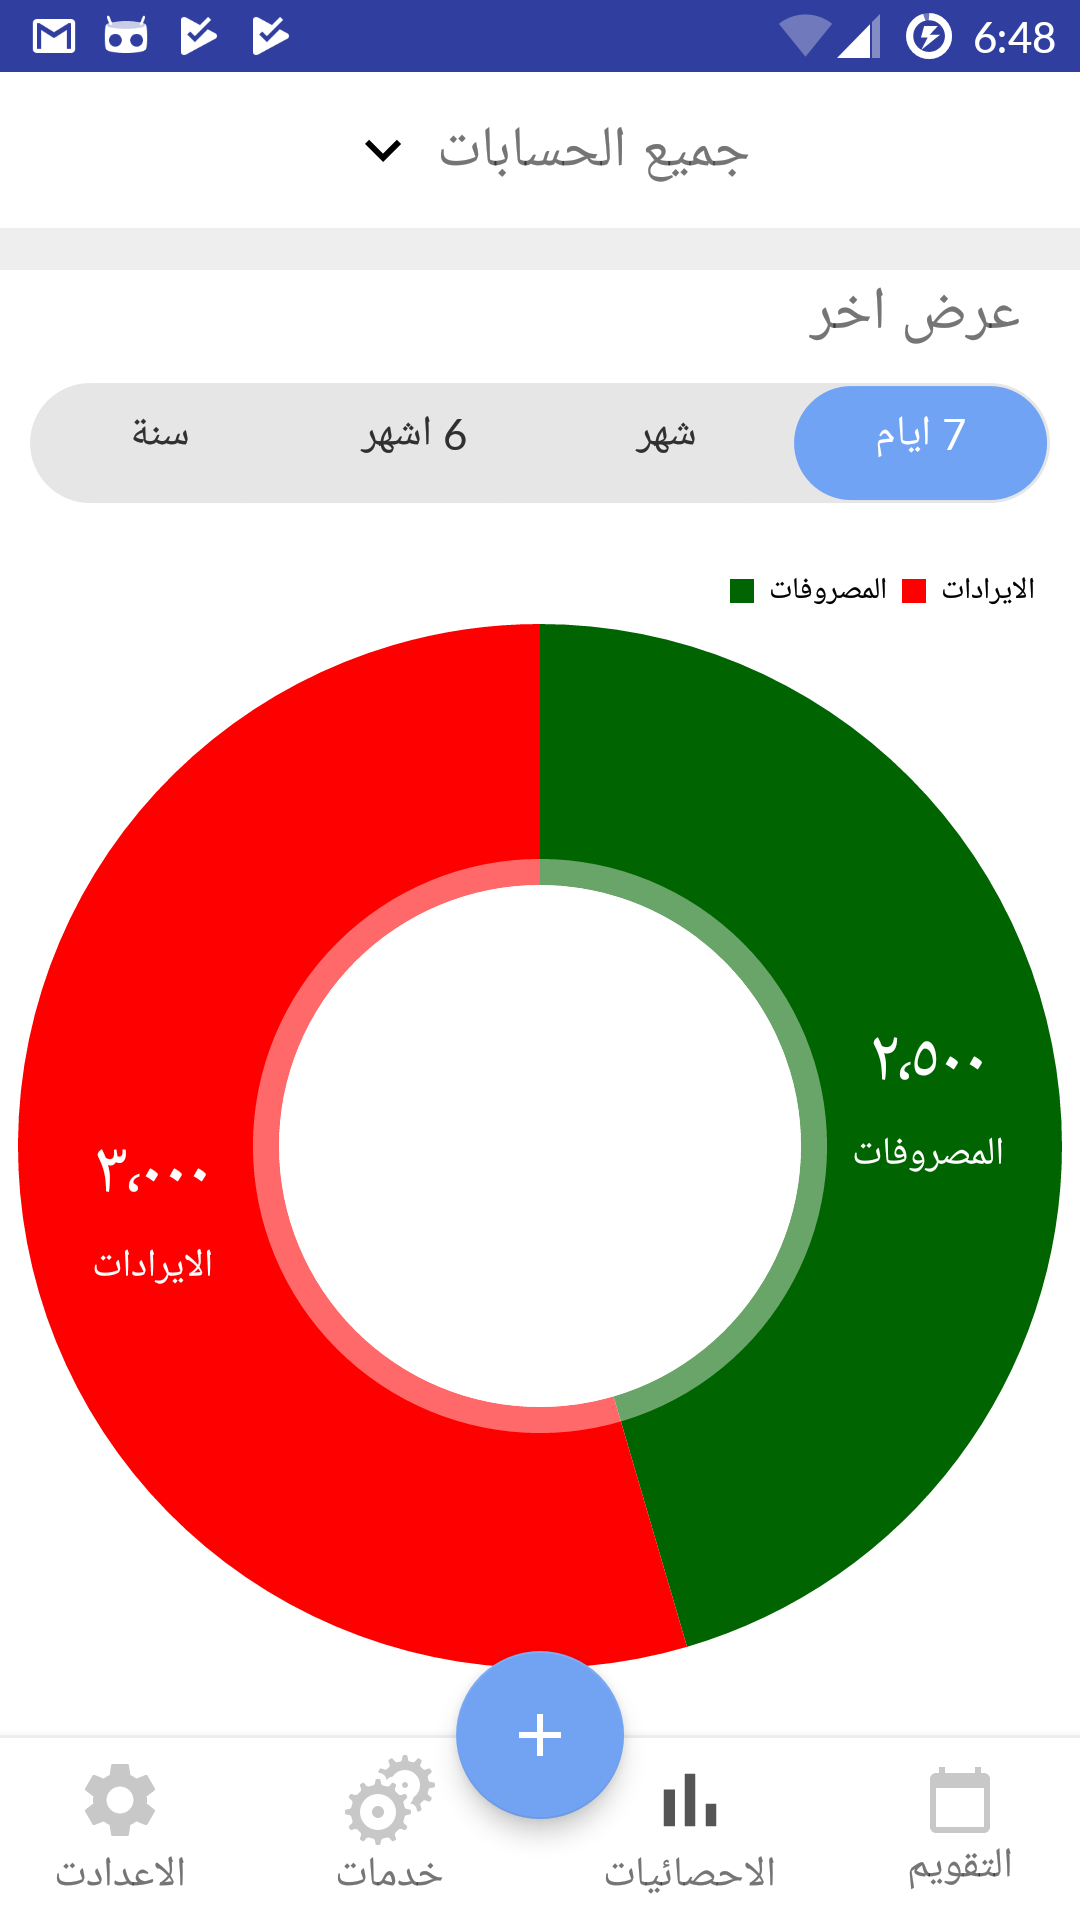 6:48
جميع الحسابات
عرض اخر
7 ايام
شهر
6 اشهر
سنة
الايرادات
المصروفات
٢،٥٠٠
المصروفات
٣،٠٠٠
الايرادات
التقويم
الاحصائيات
خدمات
الاعدادت